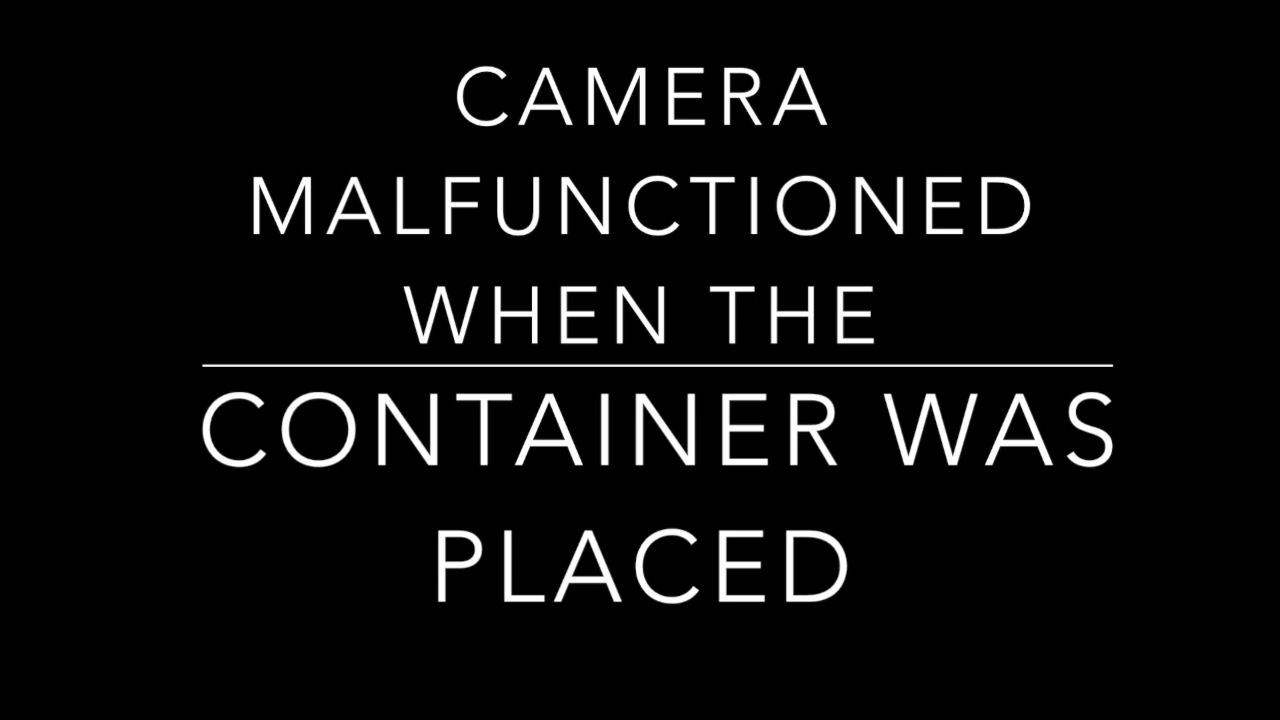 CAMERA
MALFUNCTIONED
WHEN THE
CONTAINER WAS
PLACED